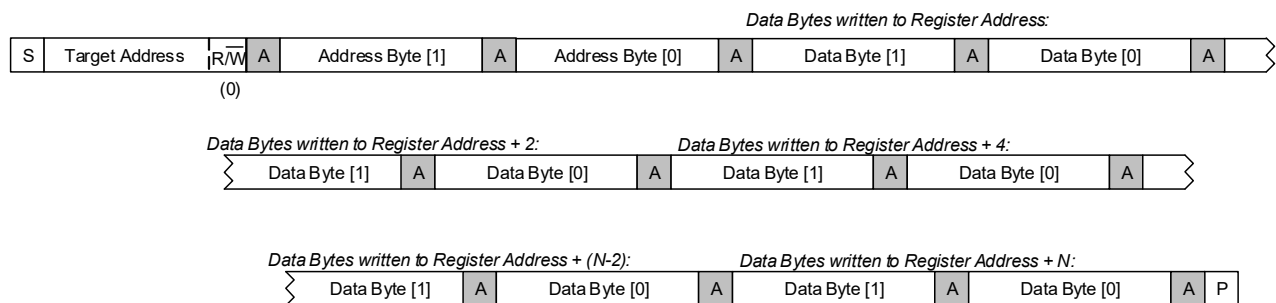 Data Bytes written to Register Address:
S Target Address R/W A Address Byte [1] A Address Byte [0] A Data Byte [1] A Data Byte [0] A
(0)
Data Bytes written to Register Address + 2: Data Bytes written to Register Address + 4:
Data Byte [1] A Data Byte [0] A Data Byte [1] A Data Byte [0] A
Data Bytes written to Register Address + (N-2): Data Bytes written to Register Address + N:
Data Byte [1] A Data Byte [0] A Data Byte [1] A Data Byte [0] A P